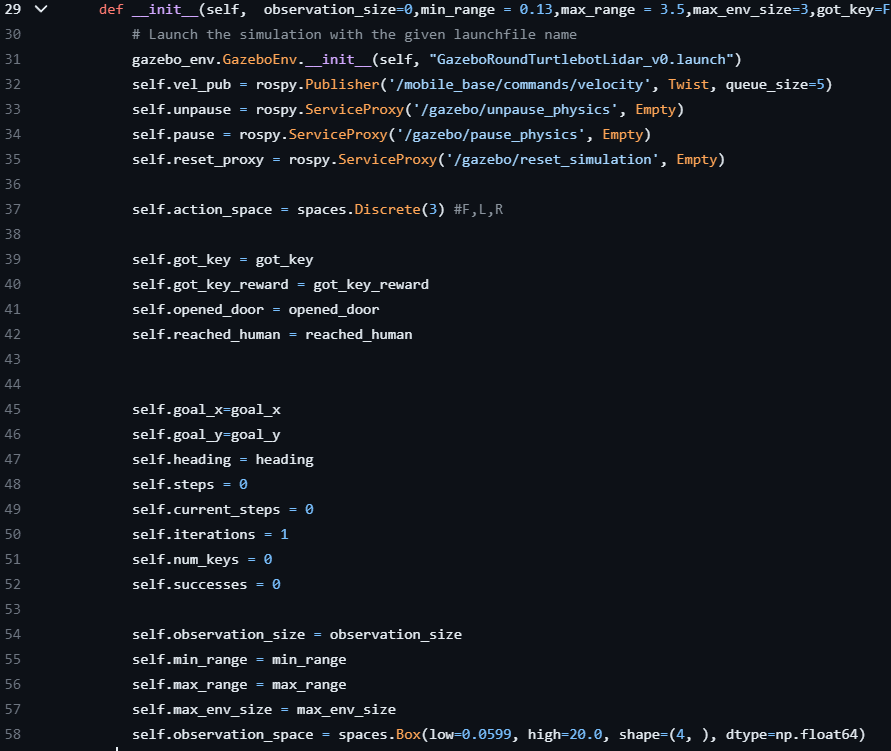 29 def __init__(self,  observation_size=0,min_range = 0.13,max_range = 3.5,max_env_size=3,got_key=F
30 # Launch the simulation with the given launchfile name
31 gazebo_env.GazeboEnv.__init__(self, "GazeboRoundTurtlebotLidar_v0.launch")
32 self.vel_pub = rospy.Publisher('/mobile_base/commands/velocity', Twist, queue_size=5)
33 self.unpause = rospy.ServiceProxy('/gazebo/unpause_physics', Empty)
34 self.pause = rospy.ServiceProxy('/gazebo/pause_physics', Empty)
35 self.reset_proxy = rospy.ServiceProxy('/gazebo/reset_simulation', Empty)
36
37 self.action_space = spaces.Discrete(3) #F,L,R
38
39 self.got_key = got_key
40 self.got_key_reward = got_key_reward
41 self.opened_door = opened_door
42 self.reached_human = reached_human
43
44
45 self.goal_x=goal_x
46 self.goal_y=goal_y
47 self.heading = heading
48 self.steps = 0
49 self.current_steps = 0
50 self.iterations = 1
51 self.num_keys = 0
52 self.successes = 0
53
54 self.observation_size = observation_size
55 self.min_range = min_range
56 self.max_range = max_range
57 self.max_env_size = max_env_size
58 self.observation_space = spaces.Box(low=0.0599, high=20.0, shape=(4, ), dtype=np.float64)